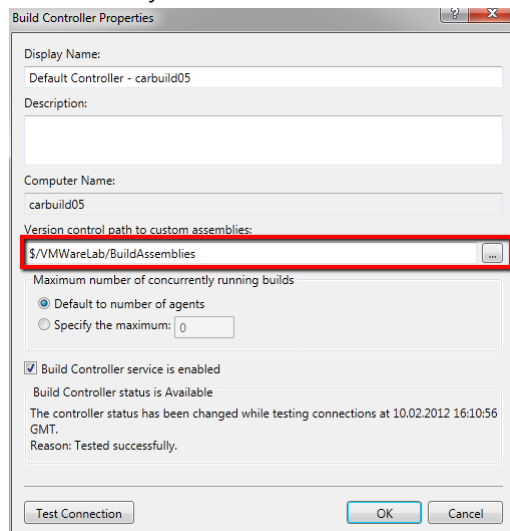 Build Controller Properties
Display Name:
Default Controller - carbuild05
Description:
Computer Name:
carbuild05
Version control path to custom assemblies:
$/VMWareLab/BuildAssemblies
...
Maximum number of concurrently running builds
Default to number of agents
Specify the maximum: 0
Build Controller service is enabled
Build Controller status is Available
The controller status has been changed while testing connections at 10.02.2012 16:10:56
GMT.
Reason: Tested successfully.
Test Connection OK Cancel